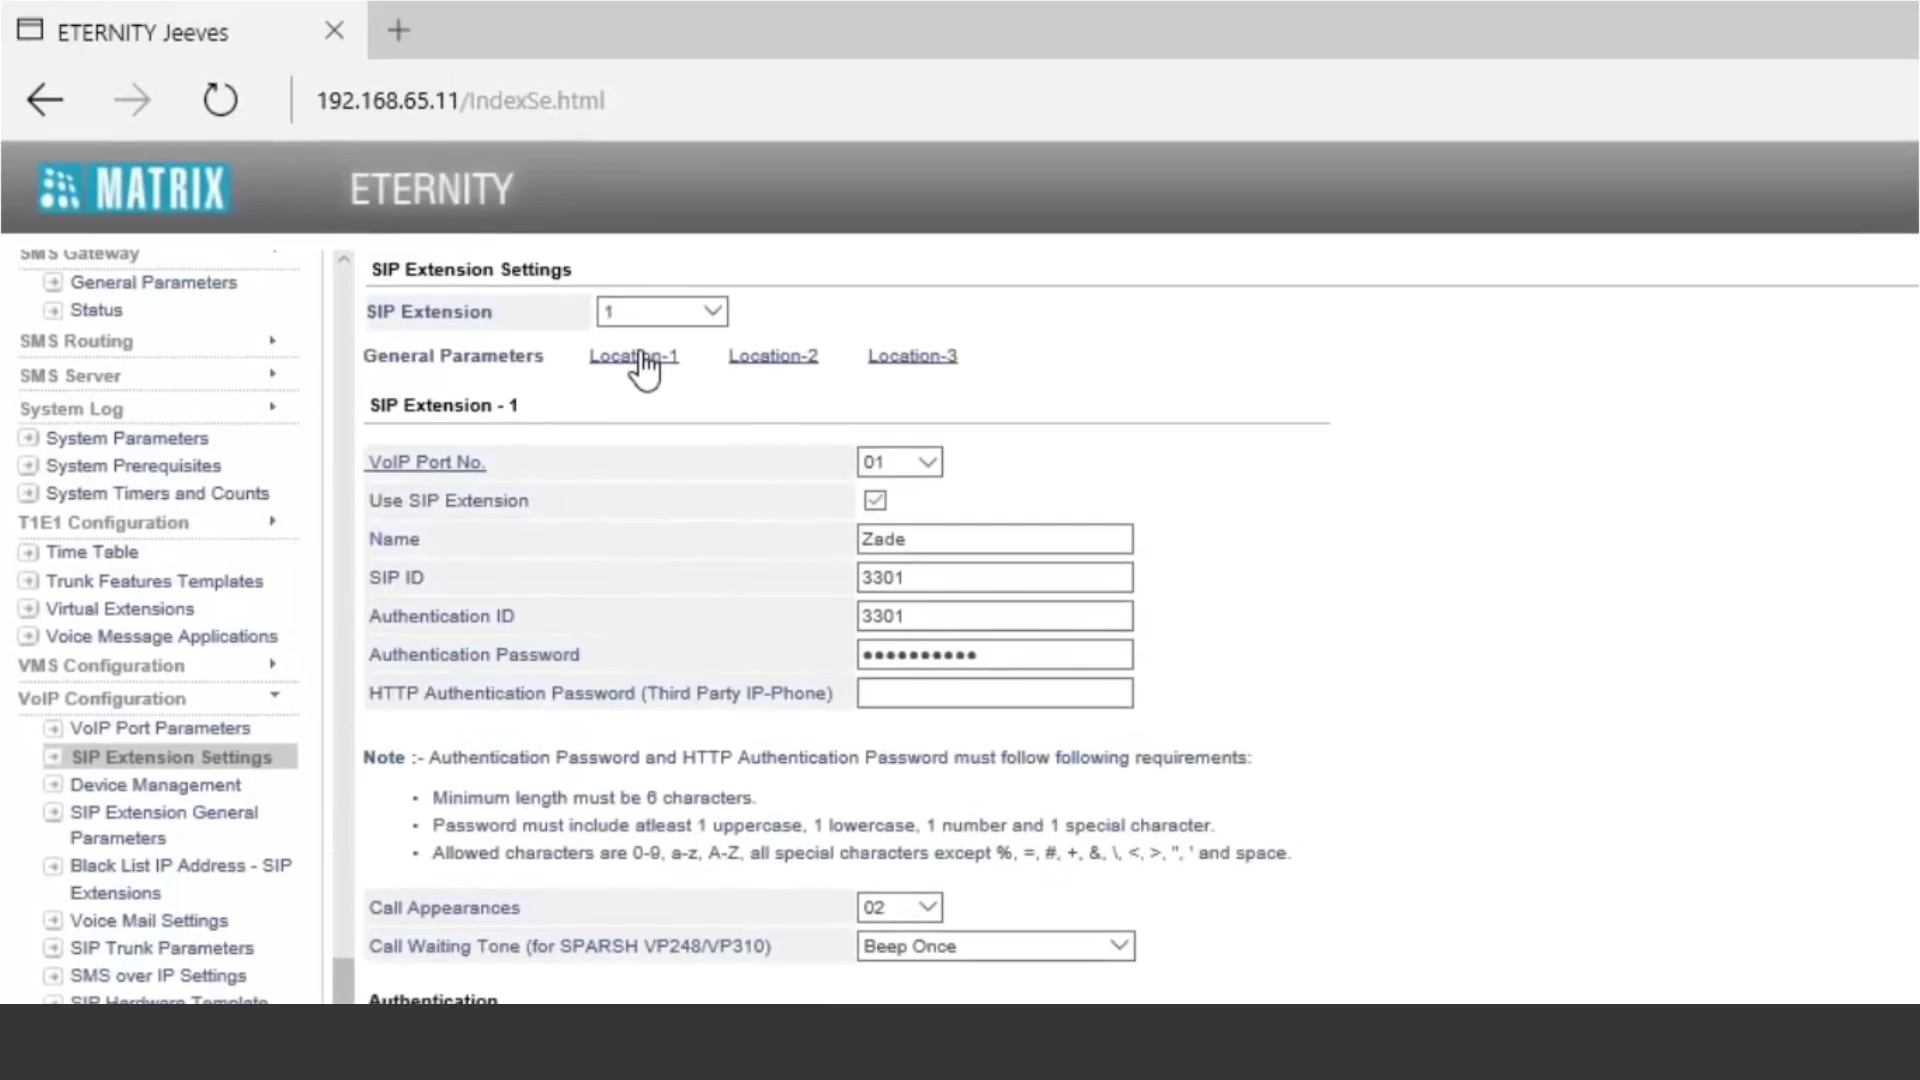 ETERNITY Jeeves
192.168.65.11/IndexSe.html
MATRIX
ETERNITY
SMS Gateway
General Parameters
Status
SMS Routing
SMS Server
System Log
System Parameters
System Prerequisites
System Timers and Counts
T1E1 Configuration
Time Table
Trunk Features Templates
Virtual Extensions
Voice Message Applications
VMS Configuration
VoIP Configuration
VoIP Port Parameters
SIP Extension Settings
Device Management
SIP Extension General
Parameters
Black List IP Address - SIP
Extensions
Voice Mail Settings
SIP Trunk Parameters
SMS over IP Settings
SIP Hardware Template
SIP Extension Settings
SIP Extension 1
General Parameters Location-1 Location-2 Location-3
SIP Extension - 1
VoIP Port No. 01
Use SIP Extension
Name Zade
SIP ID 3301
Authentication ID 3301
Authentication Password ••••••••••
HTTP Authentication Password (Third Party IP-Phone)
Note :- Authentication Password and HTTP Authentication Password must follow following requirements:
• Minimum length must be 6 characters.
• Password must include atleast 1 uppercase, 1 lowercase, 1 number and 1 special character.
• Allowed characters are 0-9, a-z, A-Z, all special characters except %, =, #, +, &, \, <, >, ", ' and space.
Call Appearances 02
Call Waiting Tone (for SPARSH VP248/VP310) Beep Once
Authentication